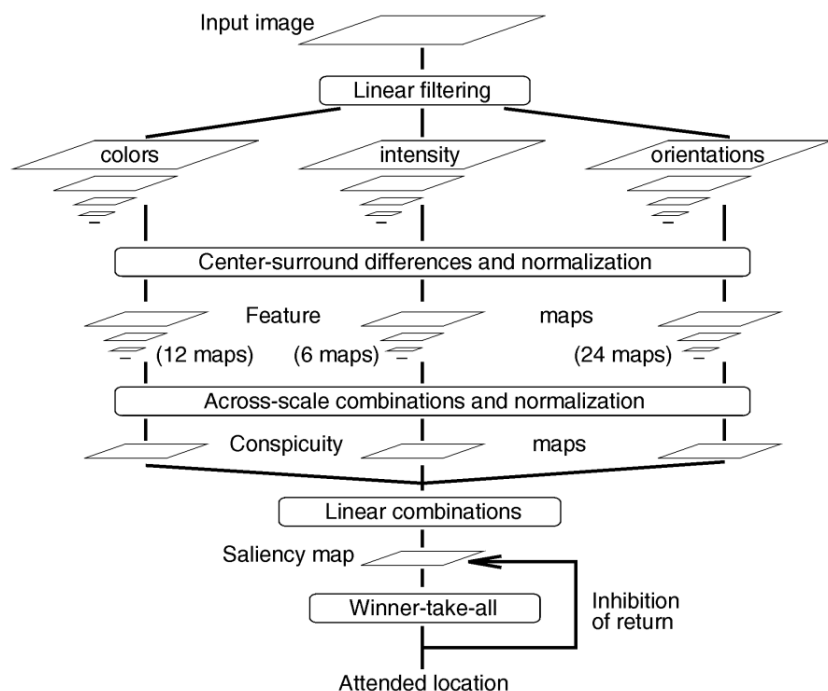 Input image
Linear filtering
colors intensity orientations
Center-surround differences and normalization
Feature maps
(12 maps) (6 maps) (24 maps)
Across-scale combinations and normalization
Conspicuity maps
Linear combinations
Saliency map
Winner-take-all
Inhibition
of return
Attended location